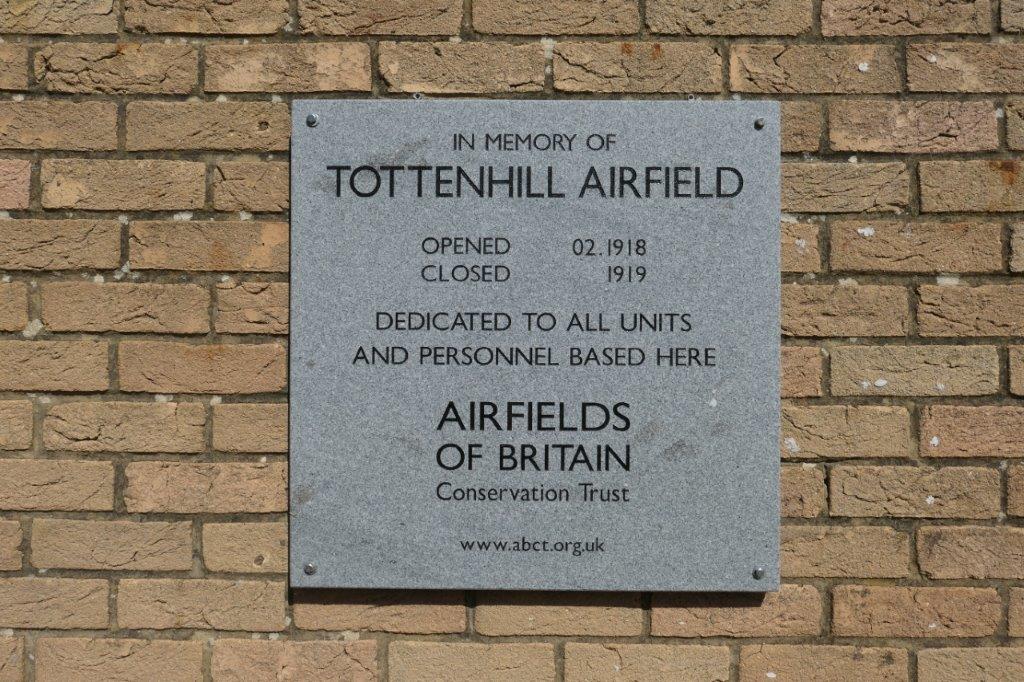 IN MEMORY OF
TOTTENHILL AIRFIELD
OPENED 02.1918
CLOSED 1919
DEDICATED TO ALL UNITS
AND PERSONNEL BASED HERE
AIRFIELDS
OF BRITAIN
Conservation Trust
www.abct.org.uk